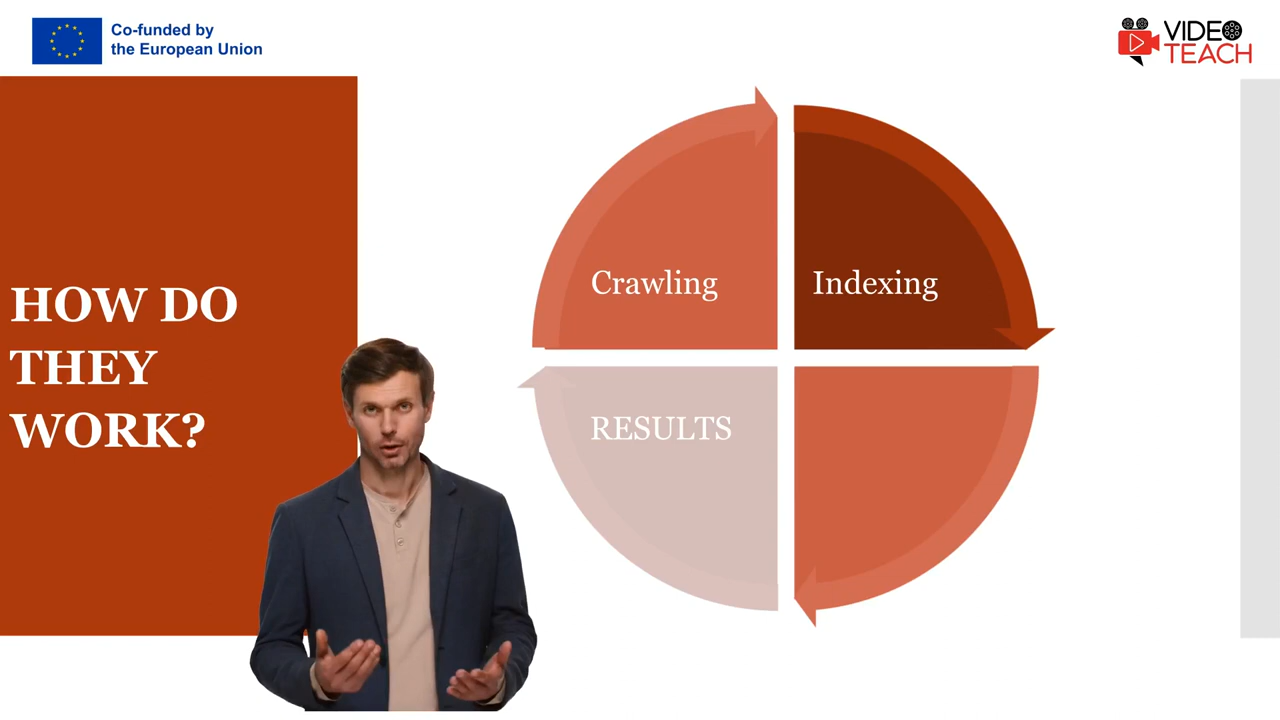 Co-funded by
the European Union
VIDEO
TEACH
HOW DO
THEY
WORK?
Crawling
Indexing
RESULTS